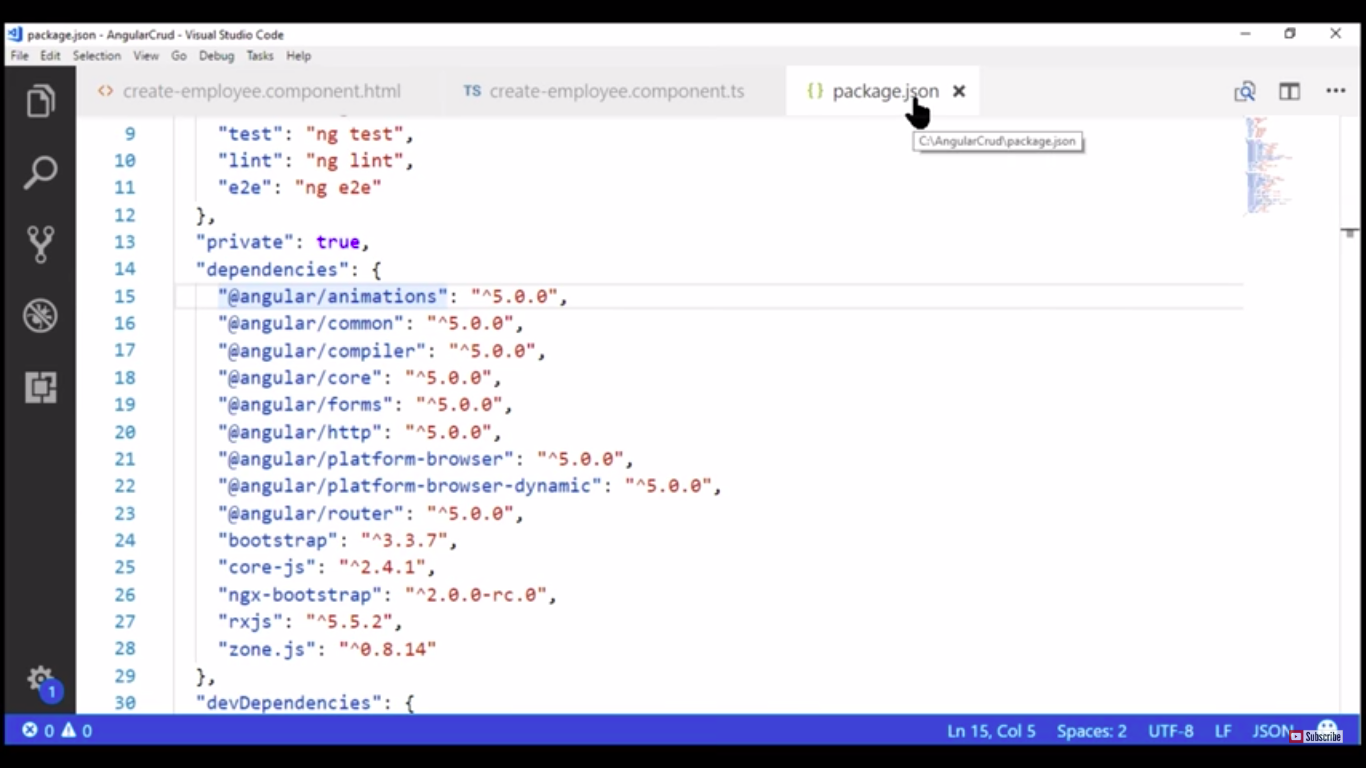 package.json - AngularCrud - Visual Studio Code
File Edit Selection View Go Debug Tasks Help
create-employee.component.html TS create-employee.component.ts {} package.json
C:\AngularCrud\package.json
9 "test": "ng test",
10 "lint": "ng lint",
11 "e2e": "ng e2e"
12 },
13 "private": true,
14 "dependencies": {
15 "@angular/animations": "^5.0.0",
16 "@angular/common": "^5.0.0",
17 "@angular/compiler": "^5.0.0",
18 "@angular/core": "^5.0.0",
19 "@angular/forms": "^5.0.0",
20 "@angular/http": "^5.0.0",
21 "@angular/platform-browser": "^5.0.0",
22 "@angular/platform-browser-dynamic": "^5.0.0",
23 "@angular/router": "^5.0.0",
24 "bootstrap": "^3.3.7",
25 "core-js": "^2.4.1",
26 "ngx-bootstrap": "^2.0.0-rc.0",
27 "rxjs": "^5.5.2",
28 "zone.js": "^0.8.14"
29 },
30 "devDependencies": {
1
0 0 Ln 15, Col 5 Spaces: 2 UTF-8 LF JSON Subscribe